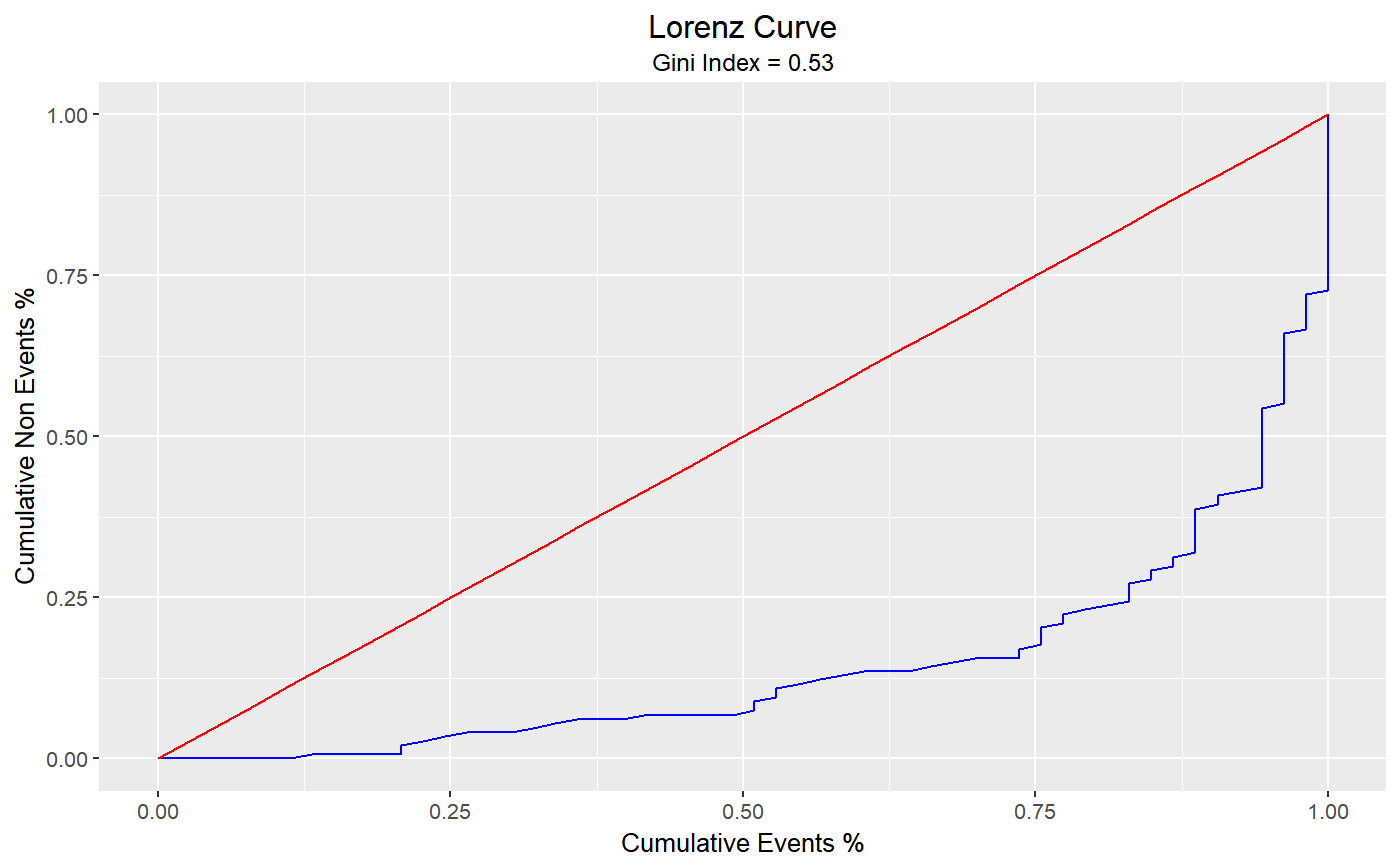 Lorenz Curve
Gini Index = 0.53
Cumulative Non Events %
1.00
0.75
0.50
0.25
0.00
0.00 0.25 0.50 0.75 1.00
Cumulative Events %